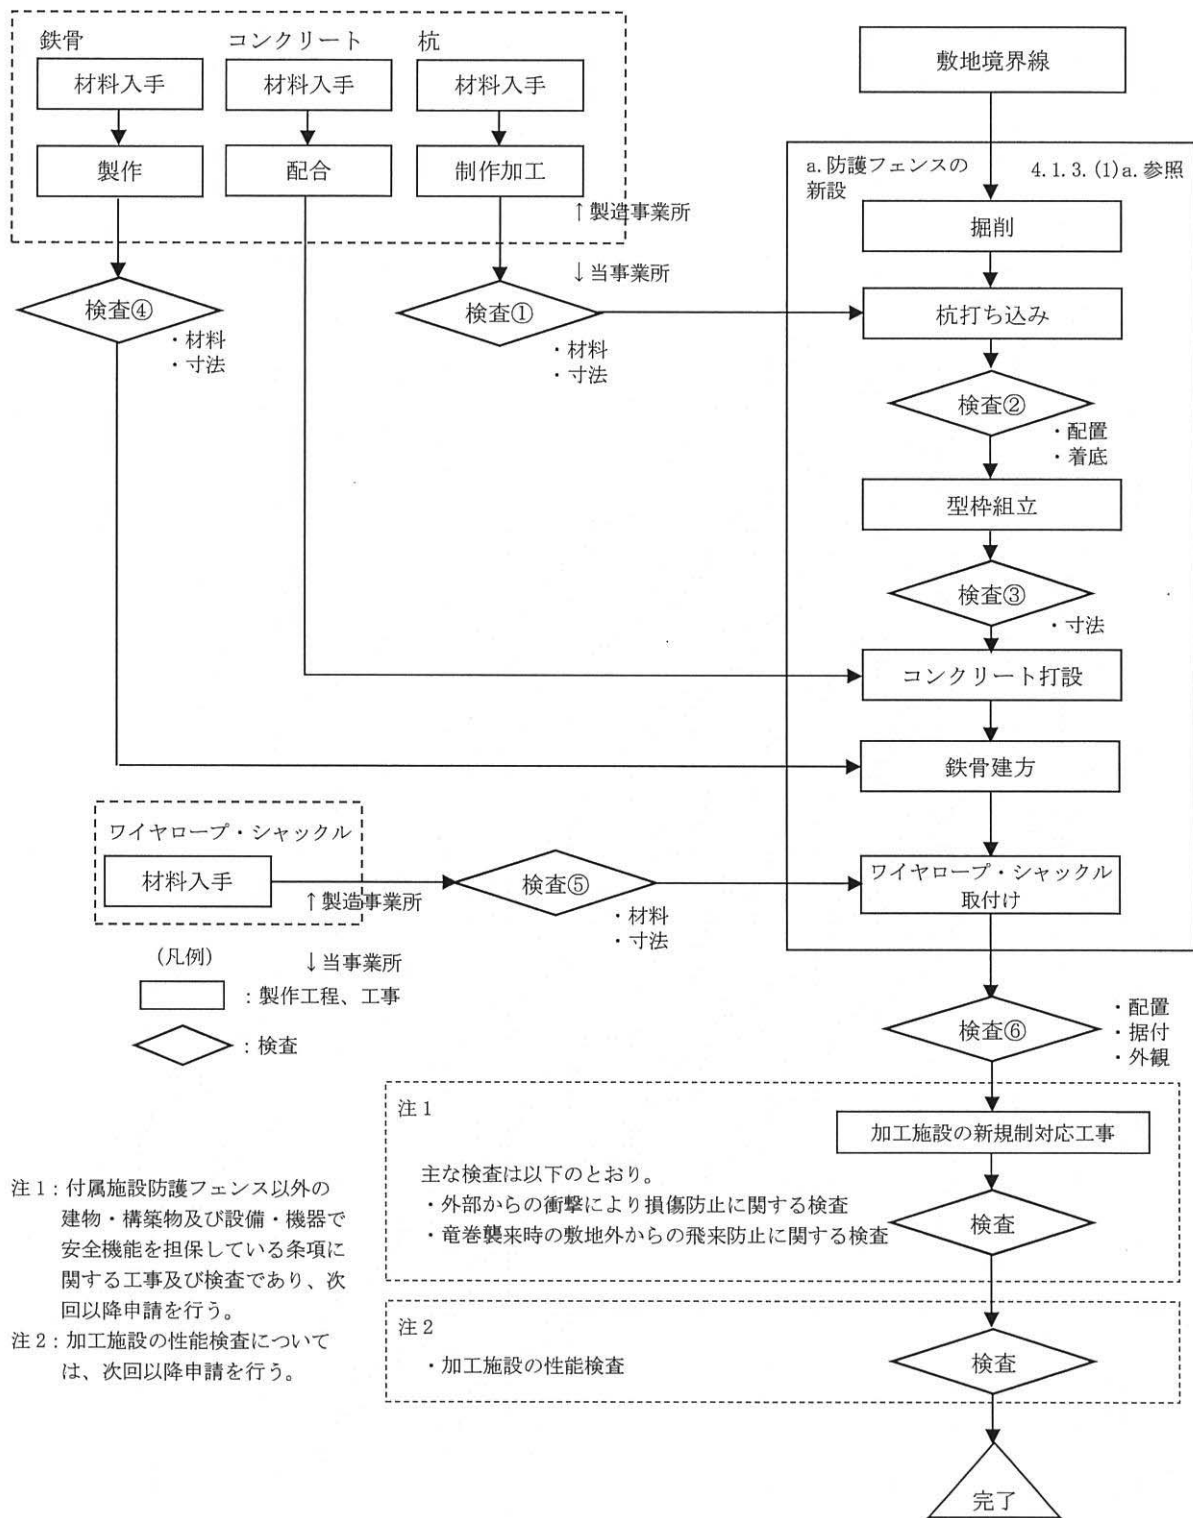 鉄骨
コンクリート
杭
材料入手
材料入手
材料入手
製作
配合
制作加工
↑製造事業所
↓当事業所
検査④
・材料
・寸法
検査①
・材料
・寸法
敷地境界線
a.防護フェンスの
新設
4.1.3.(1)a.参照
掘削
杭打ち込み
検査②
・配置
・着底
型枠組立
検査③
・寸法
コンクリート打設
鉄骨建方
ワイヤロープ・シャックル
材料入手
↑製造事業所
↓当事業所
検査⑤
・材料
・寸法
ワイヤロープ・シャックル
取付け
(凡例)
：製作工程、工事
：検査
検査⑥
・配置
・据付
・外観
注1
加工施設の新規制対応工事
主な検査は以下のとおり。
・外部からの衝撃により損傷防止に関する検査
・竜巻襲来時の敷地外からの飛来防止に関する検査
検査
注2
・加工施設の性能検査
検査
完了
注1：付属施設防護フェンス以外の
建物・構築物及び設備・機器で
安全機能を担保している条項に
関する工事及び検査であり、次
回以降申請を行う。
注2：加工施設の性能検査について
は、次回以降申請を行う。